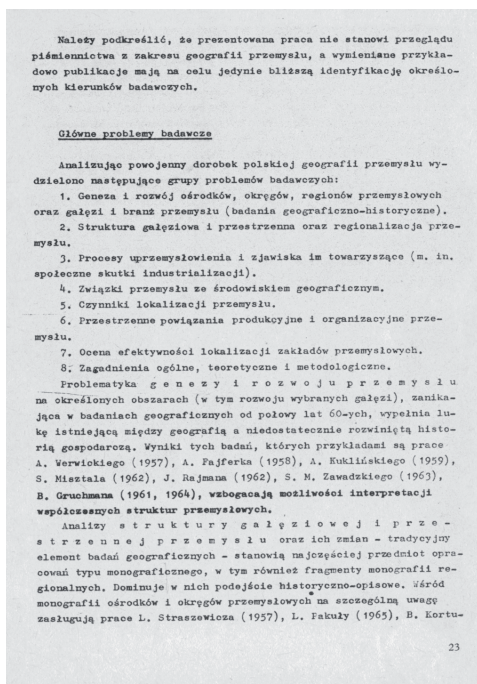 Należy podkreślić, że prezentowana praca nie stanowi przeglądu
piśmiennictwa z zakresu geografii przemysłu, a wymieniane przykła-
dowo publikacje mają na celu jedynie bliższą identyfikację określo-
nych kierunków badawczych.
Główne problemy badawcze
Analizując powojenny dorobek polskiej geografii przemysłu wy-
dzielono następujące grupy problemów badawczych:
1. Geneza i rozwój ośrodków, okręgów, regionów przemysłowych
oraz gałęzi i branż przemysłu (badania geograficzno-historyczne).
2. Struktura gałęziowa i przestrzenna oraz regionalizacja prze-
mysłu.
3. Procesy uprzemysłowienia i zjawiska im towarzyszące (m. in.
społeczne skutki industrializacji).
4. Związki przemysłu ze środowiskiem geograficznym.
5. Czynniki lokalizacji przemysłu.
6. Przestrzenne powiązania produkcyjne i organizacyjne prze-
mysłu.
7. Ocena efektywności lokalizacji zakładów przemysłowych.
8. Zagadnienia ogólne, teoretyczne i metodologiczne.
Problematyka g e n e z y i r o z w o j u p r z e m y s ł u
na określonych obszarach (w tym rozwoju wybranych gałęzi), zanika-
jąca w badaniach geograficznych od połowy lat 60-ych, wypełnia lu-
kę istniejącą między geografią a niedostatecznie rozwiniętą histo-
rią gospodarczą. Wyniki tych badań, których przykładami są prace
A. Werwickiego (1957), A. Fajferka (1958), A. Kuklińskiego (1959),
S. Misztala (1962), J. Rajmana (1962), S. M. Zawadzkiego (1963),
B. Gruchmana (1961, 1964), wzbogacają możliwości interpretacji
współczesnych struktur przemysłowych.
Analizy s t r u k t u r y g a ł ę z i o w e j i p r z e -
s t r z e n n e j p r z e m y s ł u oraz ich zmian - tradycyjny
element badań geograficznych - stanowią najczęściej przedmiot opra-
cowań typu monograficznego, w tym również fragmenty monografii re-
gionalnych. Dominuje w nich podejście historyczno-opisowe. Wśród
monografii ośrodków i okręgów przemysłowych na szczególną uwagę
zasługują prace L. Straszewicza (1957), L. Pakuły (1965), B. Kortu-
23